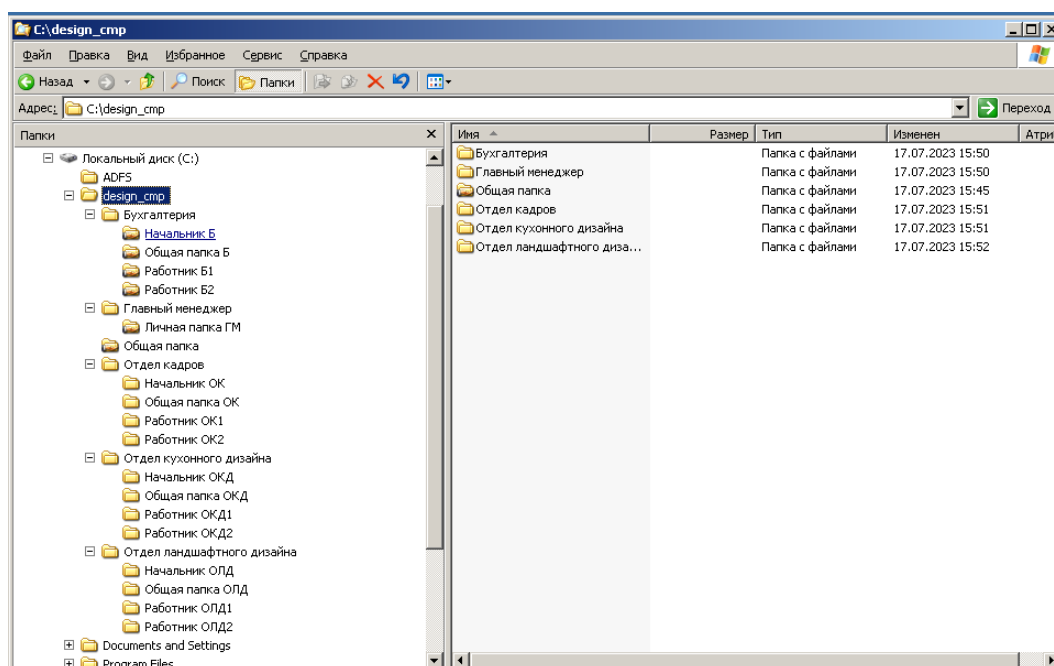 C:\design_cmp
Файл Правка Вид Избранное Сервис Справка
Назад Поиск Папки
Адрес: C:\design_cmp Переход
Папки
Локальный диск (C:)
ADFS
design_cmp
Бухгалтерия
Начальник Б
Общая папка Б
Работник Б1
Работник Б2
Главный менеджер
Личная папка ГМ
Общая папка
Отдел кадров
Начальник ОК
Общая папка ОК
Работник ОК1
Работник ОК2
Отдел кухонного дизайна
Начальник ОКД
Общая папка ОКД
Работник ОКД1
Работник ОКД2
Отдел ландшафтного дизайна
Начальник ОЛД
Общая папка ОЛД
Работник ОЛД1
Работник ОЛД2
Documents and Settings
Program Files
Имя Размер Тип Изменен Атри
Бухгалтерия Папка с файлами 17.07.2023 15:50
Главный менеджер Папка с файлами 17.07.2023 15:50
Общая папка Папка с файлами 17.07.2023 15:45
Отдел кадров Папка с файлами 17.07.2023 15:51
Отдел кухонного дизайна Папка с файлами 17.07.2023 15:51
Отдел ландшафтного диза... Папка с файлами 17.07.2023 15:52